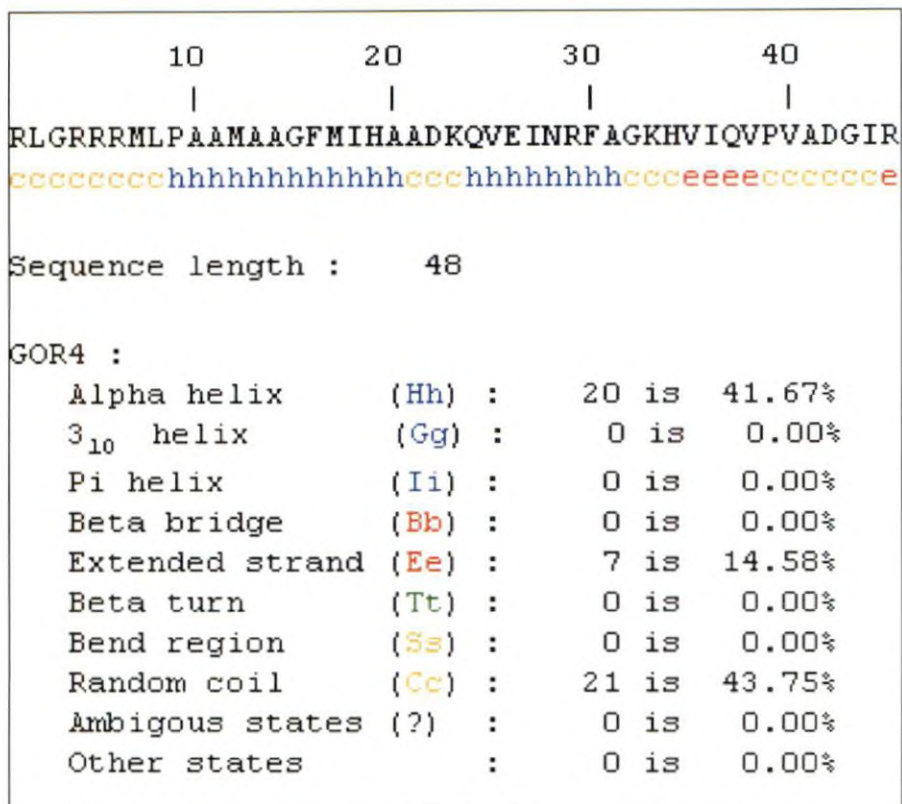 10 20 30 40
| | | |
RLGRRRMLPAAMAAGFMIHAADKQVEINRFAGKHVIQVPVADGIR
cccccccchhhhhhhhhhhhccchhhhhhhhccceeeecccccce
Sequence length : 48
GOR4 :
Alpha helix (Hh) : 20 is 41.67%
3₁₀ helix (Gg) : 0 is 0.00%
Pi helix (Ii) : 0 is 0.00%
Beta bridge (Bb) : 0 is 0.00%
Extended strand (Ee) : 7 is 14.58%
Beta turn (Tt) : 0 is 0.00%
Bend region (Ss) : 0 is 0.00%
Random coil (Cc) : 21 is 43.75%
Ambigous states (?) : 0 is 0.00%
Other states : 0 is 0.00%